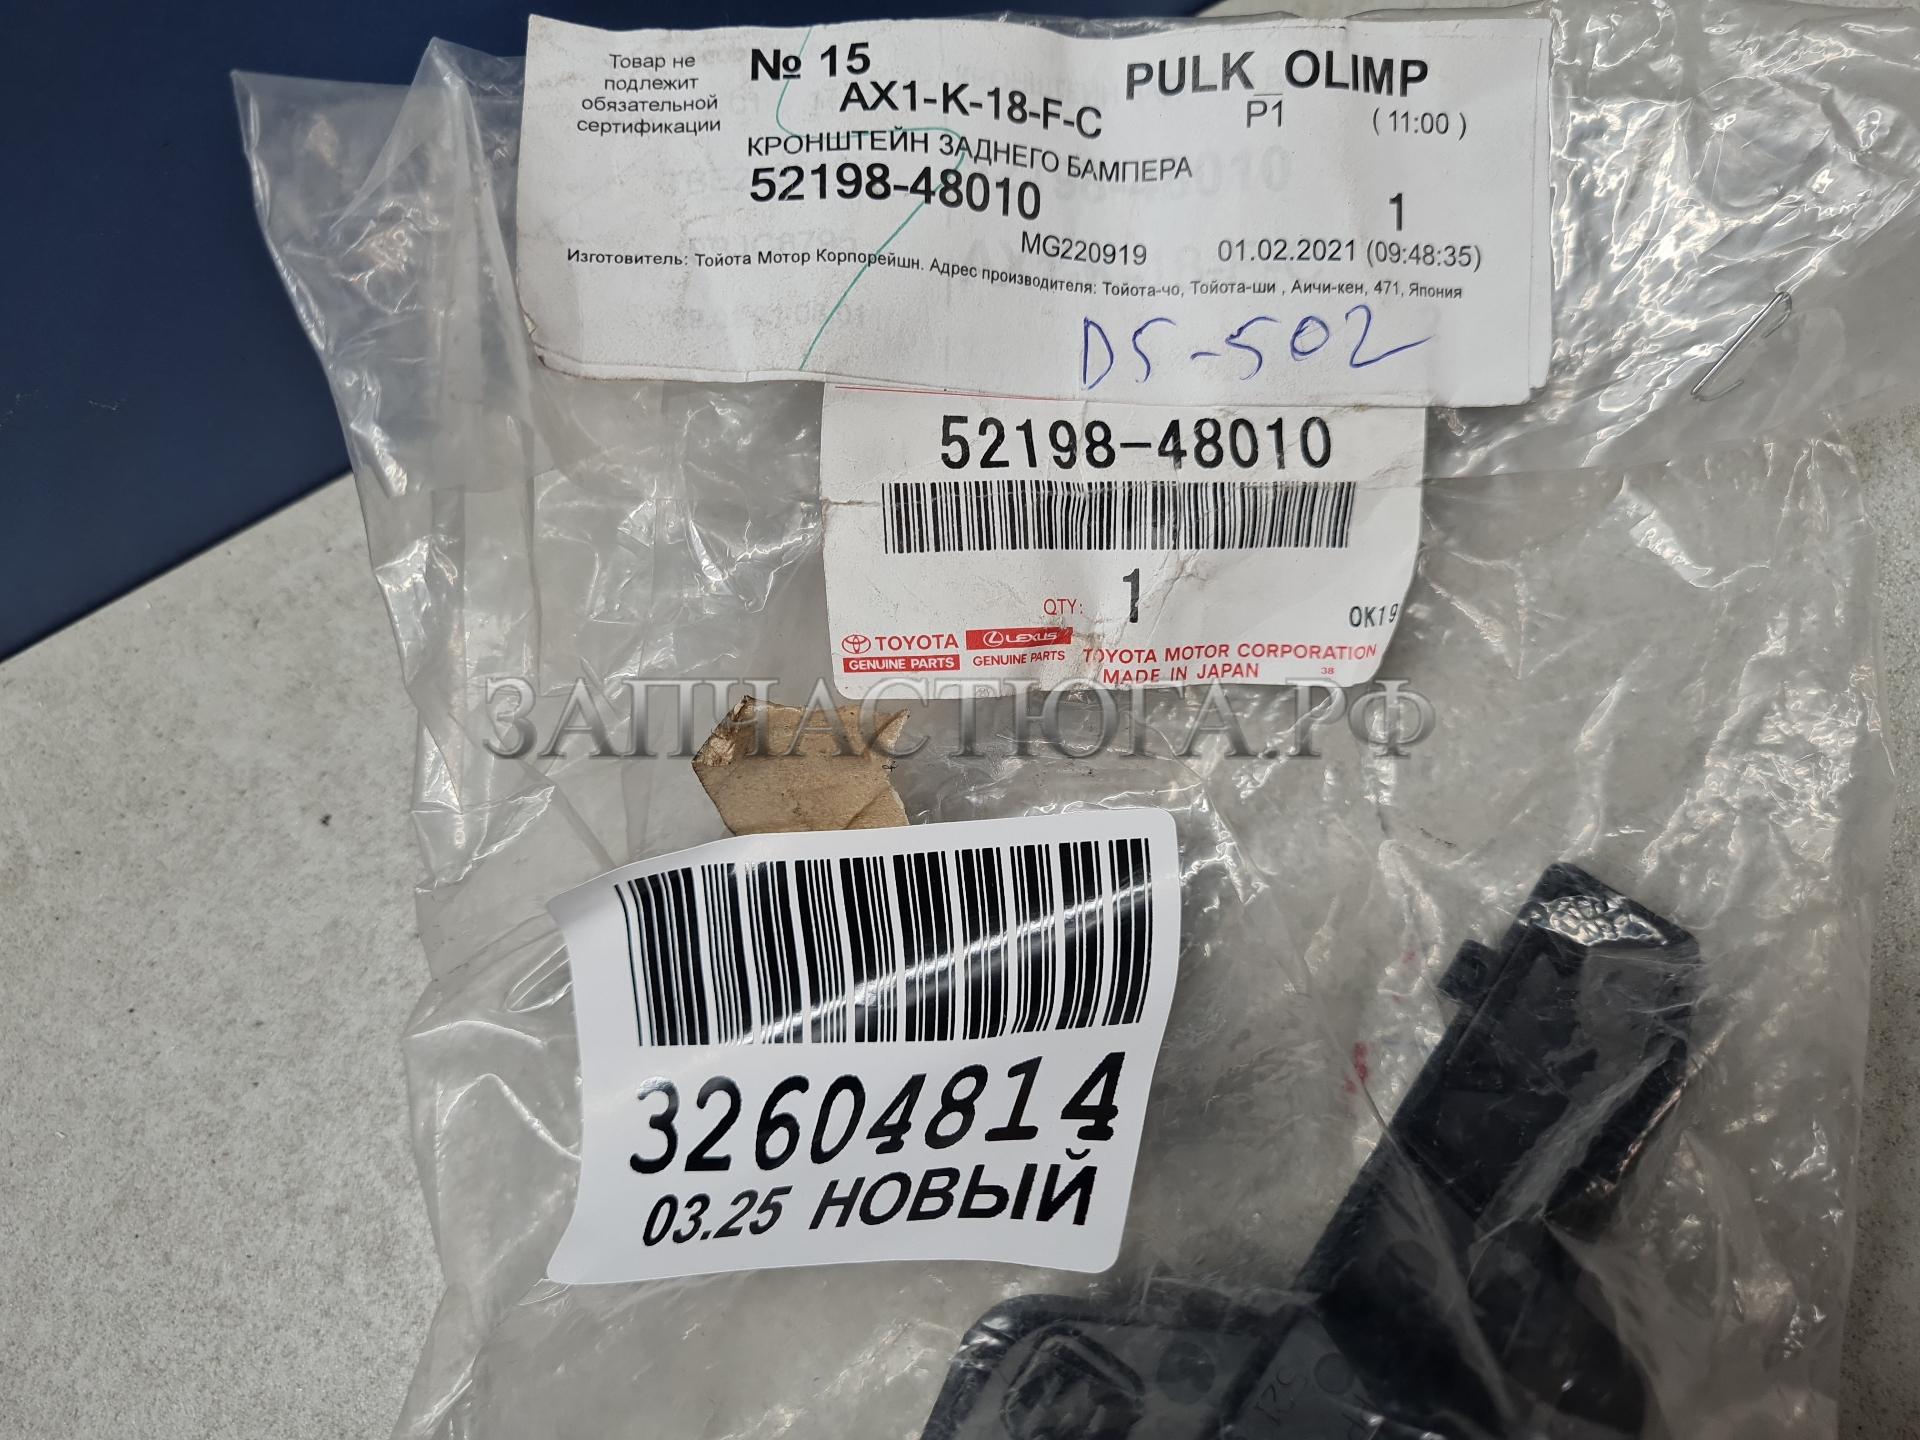 Товар не
подлежит
обязательной
сертификации
№ 15
PULK_OLIMP
AX1-K-18-F-C
P1
( 11:00 )
КРОНШТЕЙН ЗАДНЕГО БАМПЕРА
52198-48010
1
MG220919
01.02.2021 (09:48:35)
Изготовитель: Тойота Мотор Корпорейшн. Адрес производителя: Тойота-чо, Тойота-ши , Аичи-кен, 471, Япония
DS-502
52198-48010
QTY: 1
OK19
TOYOTA
GENUINE PARTS
LEXUS
GENUINE PARTS
TOYOTA MOTOR CORPORATION
MADE IN JAPAN
38
ЗАПЧАСТЮГА.РФ
32604814
03.25 НОВЫЙ
521